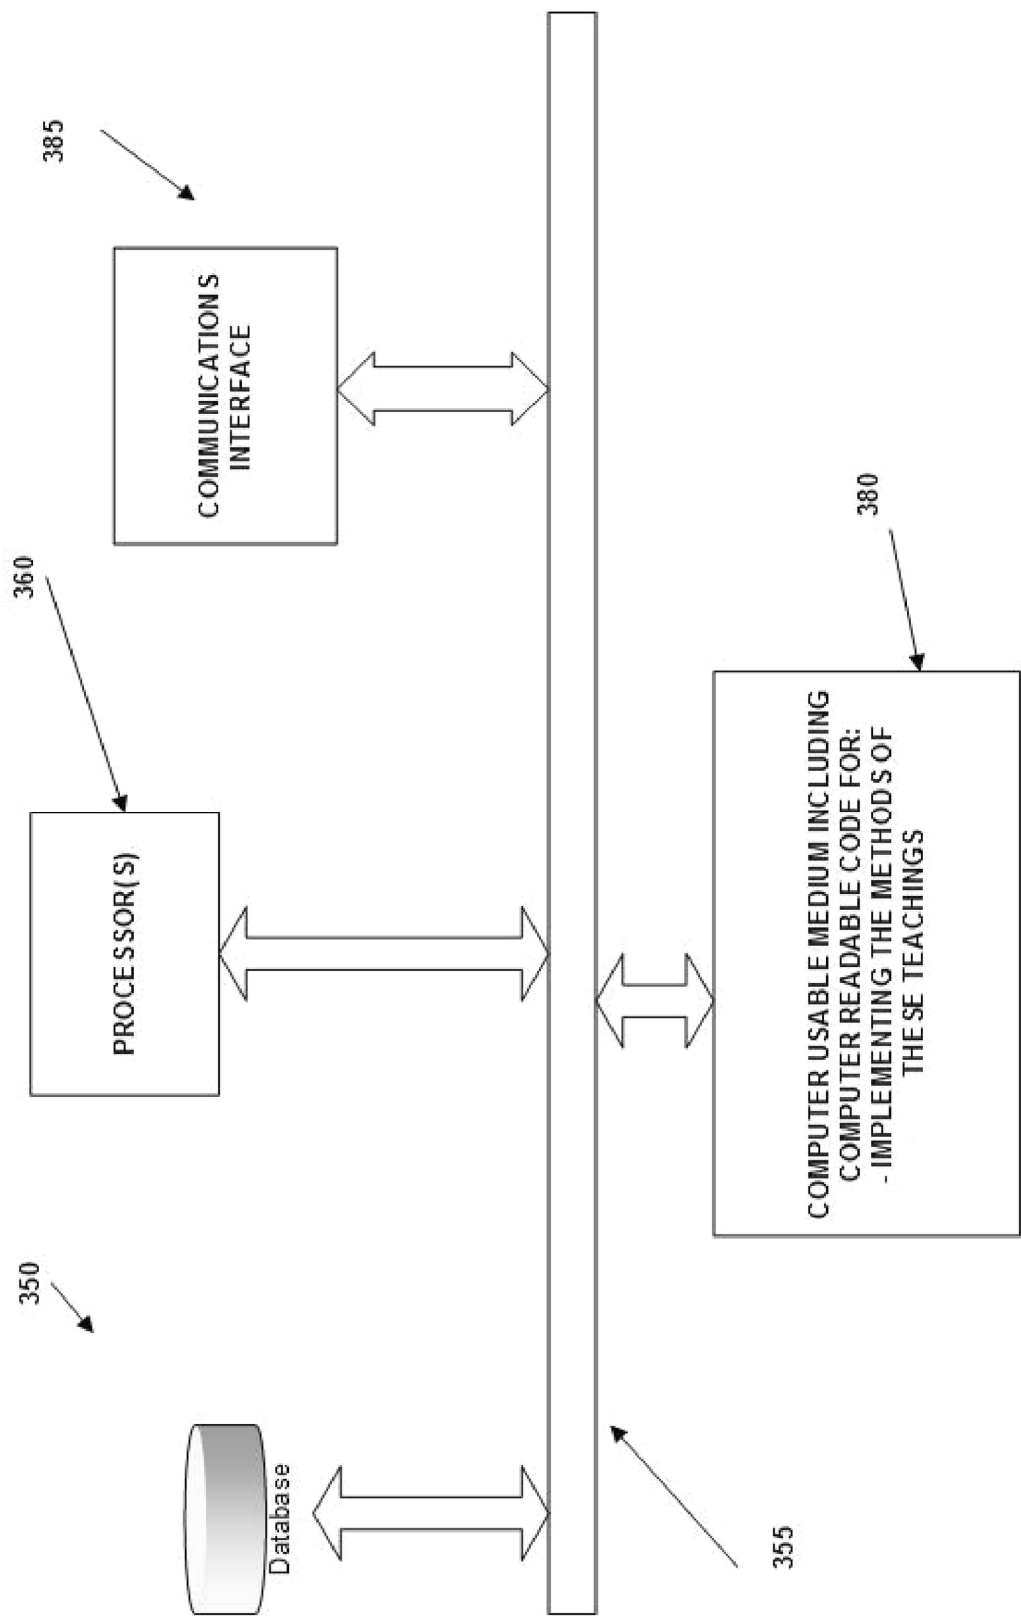 350
360
385
Database
PROCESSOR(S)
COMMUNICATIONS
INTERFACE
355
380
COMPUTER USABLE MEDIUM INCLUDING
COMPUTER READABLE CODE FOR:
- IMPLEMENTING THE METHODS OF
THESE TEACHINGS